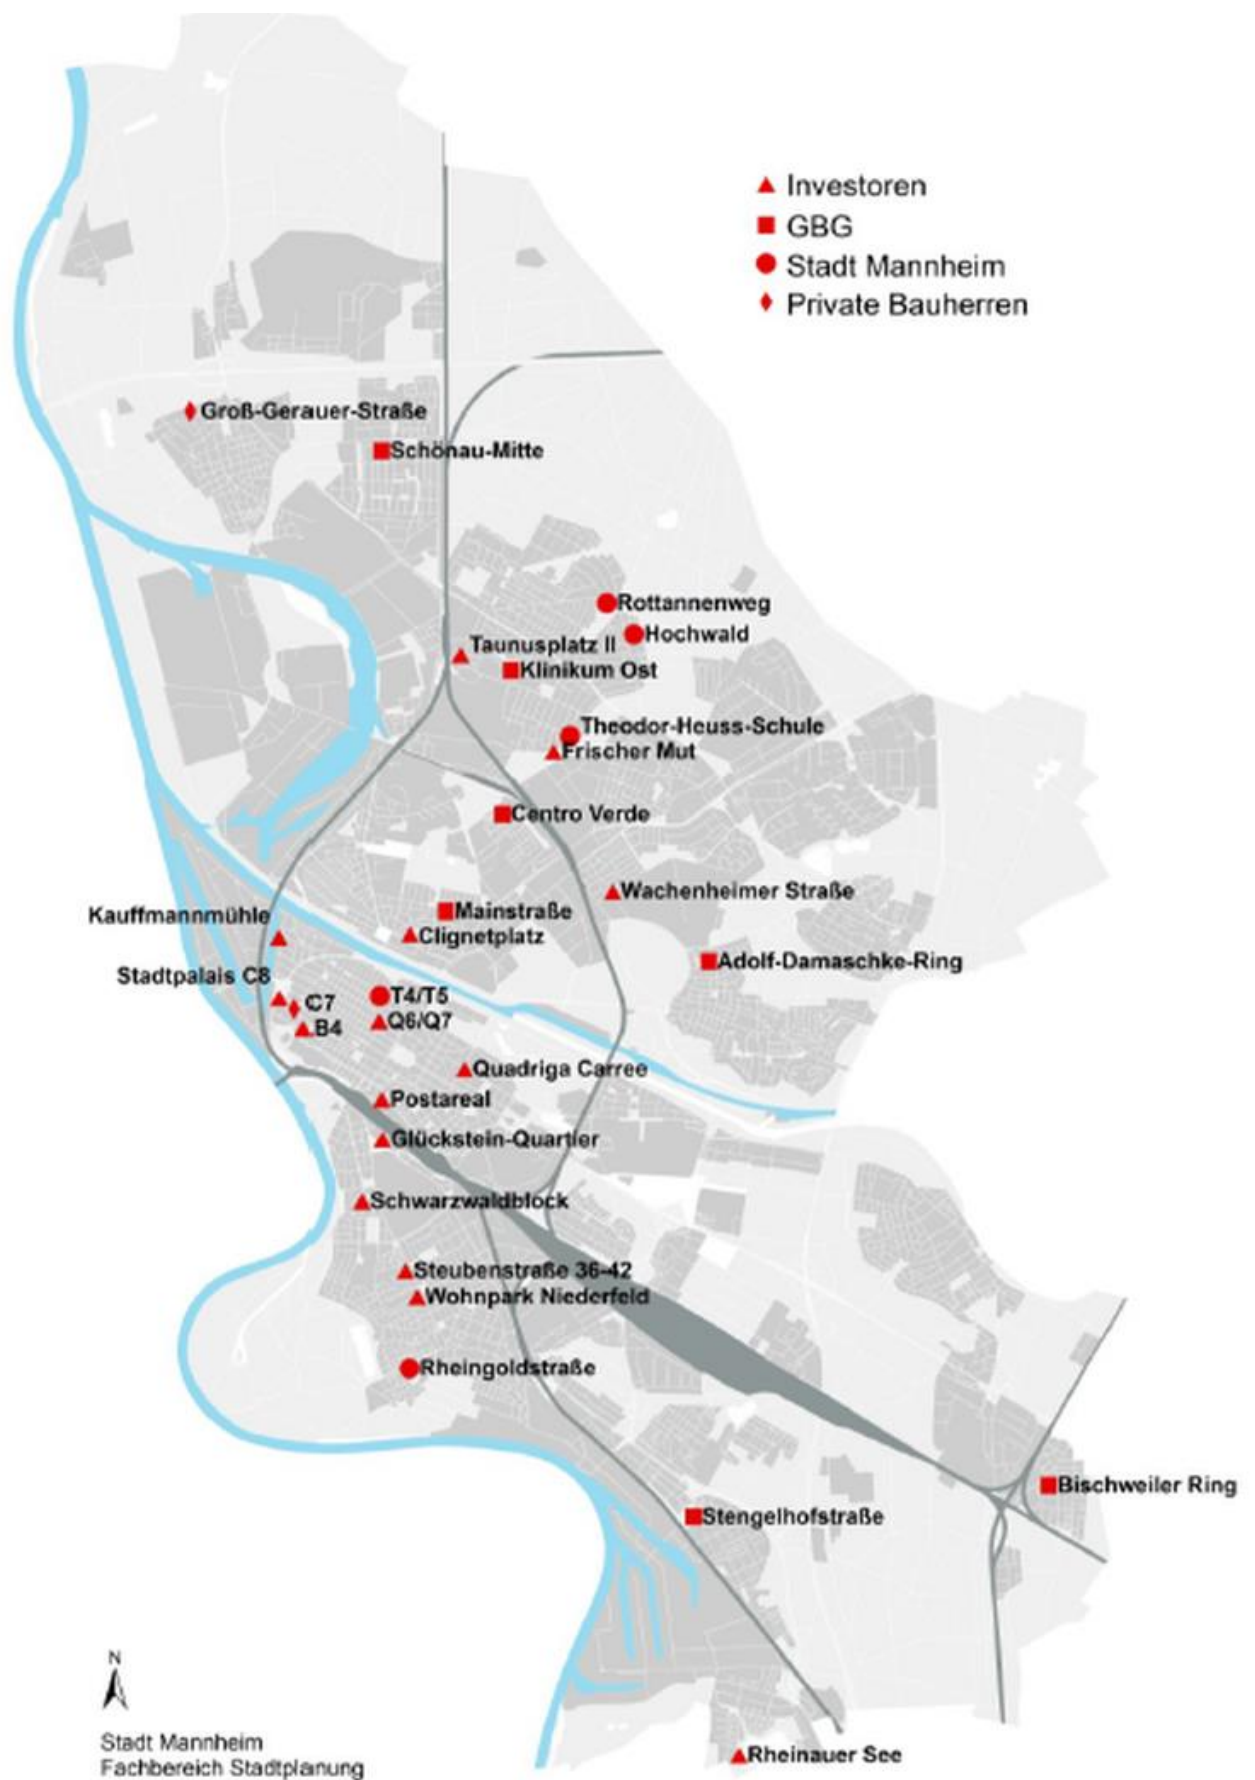 Investoren
GBG
Stadt Mannheim
Private Bauherren
Groß-Gerauer-Straße
Schönau-Mitte
Rottannenweg
Hochwald
Taunusplatz II
Klinikum Ost
Theodor-Heuss-Schule
Frischer Mut
Centro Verde
Wachenheimer Straße
Kauffmannmühle
Mainstraße
Clignetplatz
Adolf-Damaschke-Ring
Stadtpalais C8
C7
T4/T5
B4
Q6/Q7
Quadriga Carree
Postareal
Glückstein-Quartier
Schwarzwaldblock
Steubenstraße 36-42
Wohnpark Niederfeld
Rheingoldstraße
Bischweiler Ring
Stengelhofstraße
N
Stadt Mannheim
Fachbereich Stadtplanung
Rheinauer See